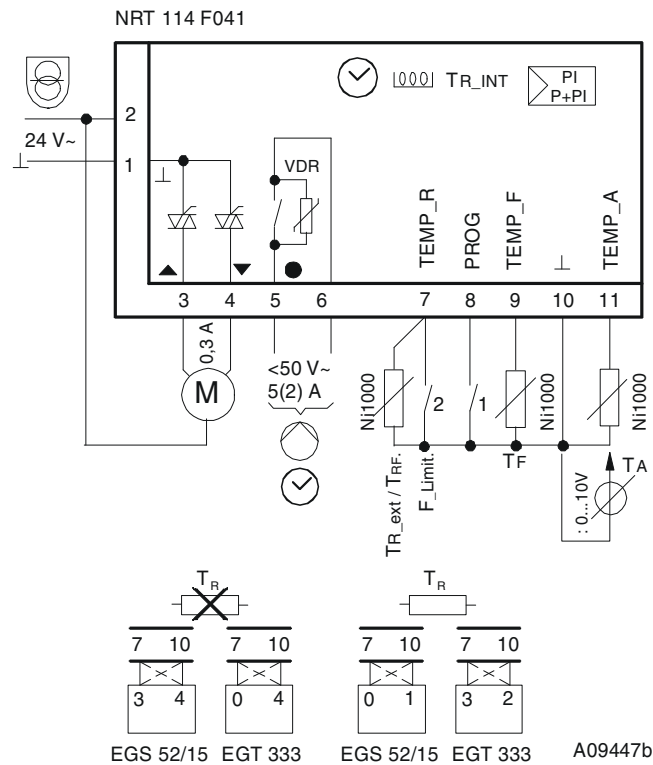 NRT 114 F041
TR_INT
PI
P+PI
2
24 V~
1
⊥
⊥
VDR
TEMP_R
PROG
TEMP_F
⊥
TEMP_A
3 4 5 6 7 8 9 10 11
0,3 A
M
<50 V~
5(2) A
Ni1000
2
1
Ni1000
Ni1000
TR_ext / TRF.
F_Limit.
TF
: 0...10V
TA
TR
TR
7 10 7 10 7 10 7 10
3 4 0 4 0 1 3 2
EGS 52/15 EGT 333 EGS 52/15 EGT 333
A09447b